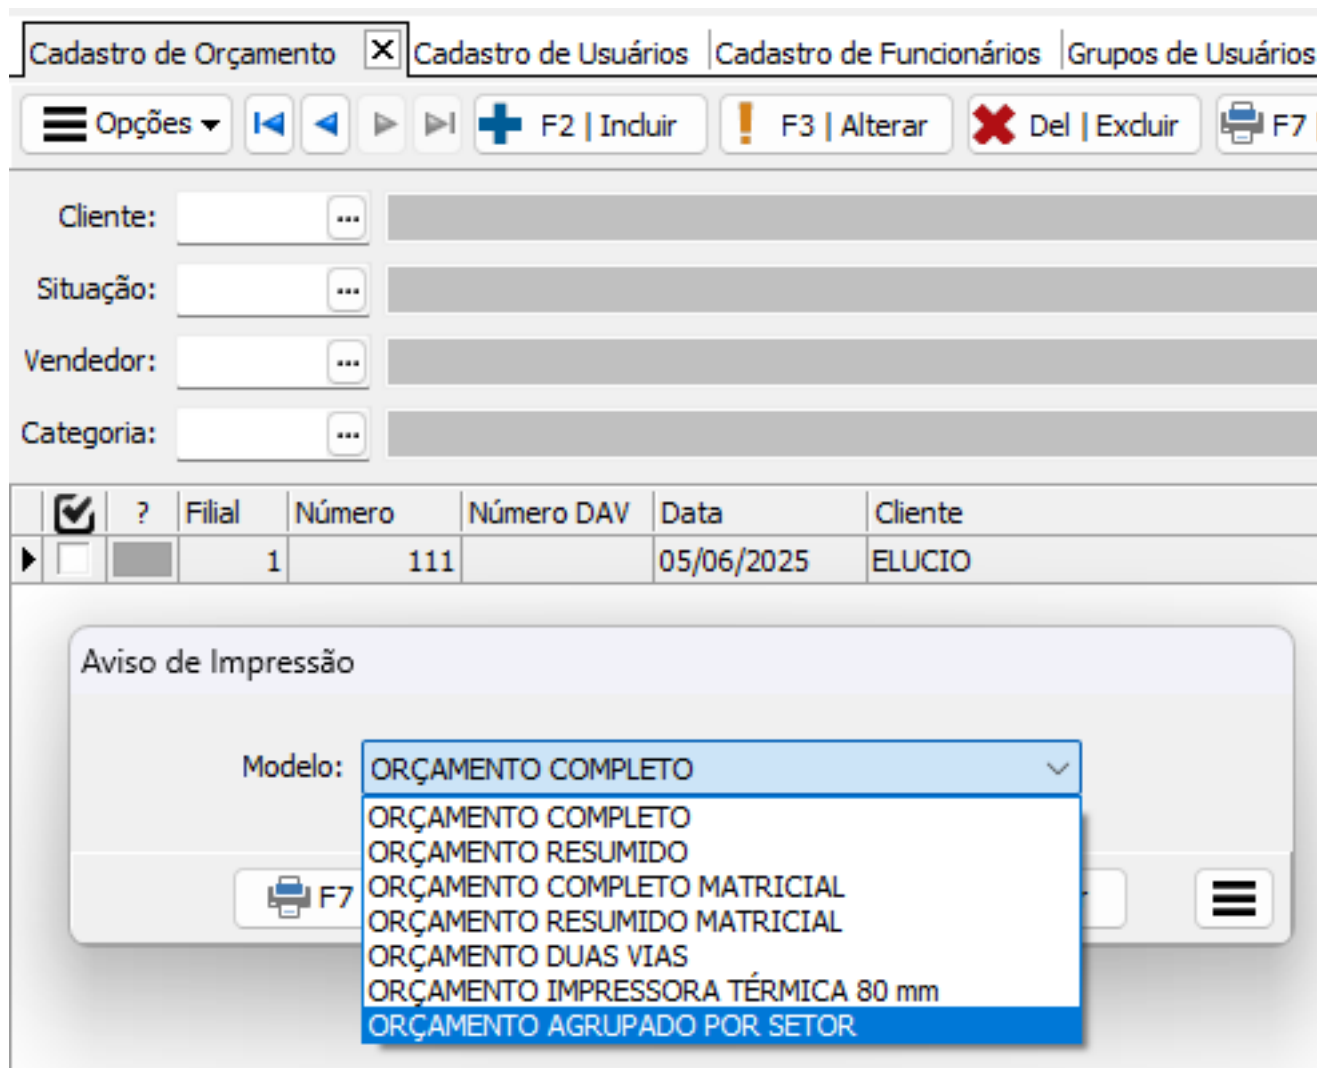 Cadastro de Orçamento Cadastro de Usuários Cadastro de Funcionários Grupos de Usuários
Opções F2 | Incluir F3 | Alterar Del | Excluir F7
Cliente: ...
Situação: ...
Vendedor: ...
Categoria: ...
? Filial Número Número DAV Data Cliente
1 111 05/06/2025 ELUCIO
Aviso de Impressão
Modelo: ORÇAMENTO COMPLETO
ORÇAMENTO COMPLETO
ORÇAMENTO RESUMIDO
F7 ORÇAMENTO COMPLETO MATRICIAL
ORÇAMENTO RESUMIDO MATRICIAL
ORÇAMENTO DUAS VIAS
ORÇAMENTO IMPRESSORA TÉRMICA 80 mm
ORÇAMENTO AGRUPADO POR SETOR